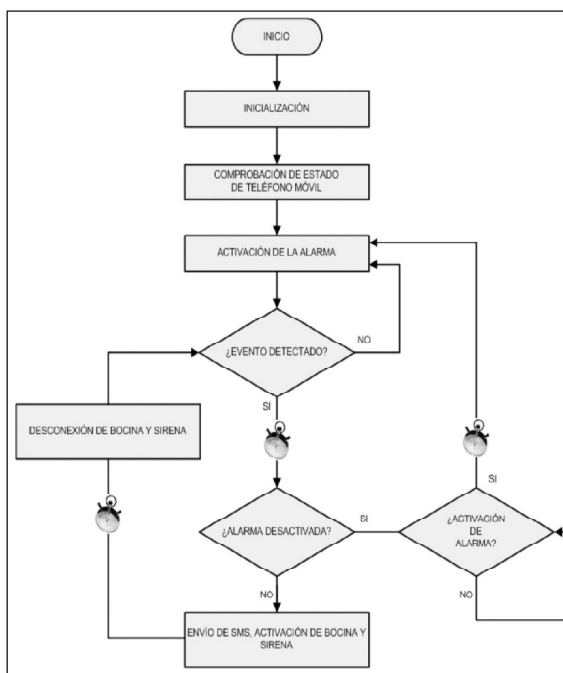 INICIO
INICIALIZACIÓN
COMPROBACIÓN DE ESTADO
DE TELÉFONO MÓVIL
ACTIVACIÓN DE LA ALARMA
¿EVENTO DETECTADO?
NO
SI
DESCONEXIÓN DE BOCINA Y SIRENA
SI
¿ALARMA DESACTIVADA?
SI
¿ACTIVACIÓN
DE
ALARMA?
NO
NO
ENVÍO DE SMS, ACTIVACIÓN DE BOCINA Y
SIRENA